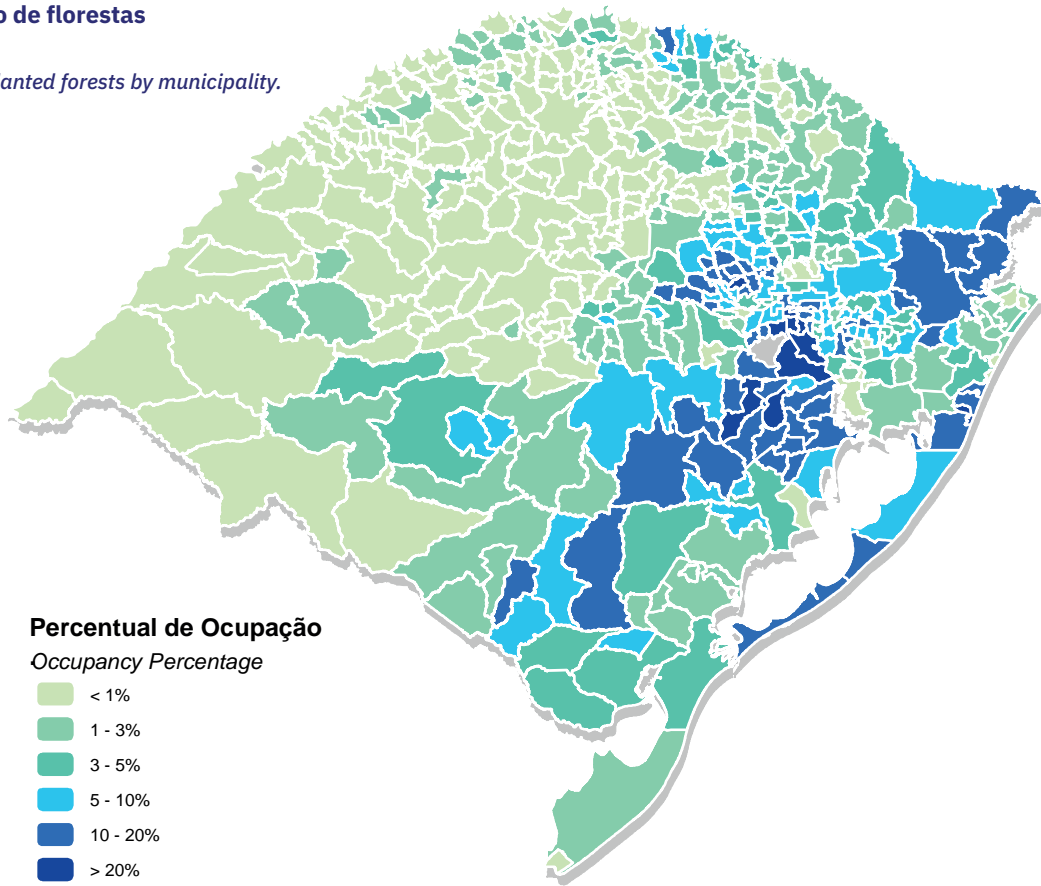 o de florestas
anted forests by municipality.
Percentual de Ocupação
Occupancy Percentage
< 1%
1 - 3%
3 - 5%
5 - 10%
10 - 20%
> 20%